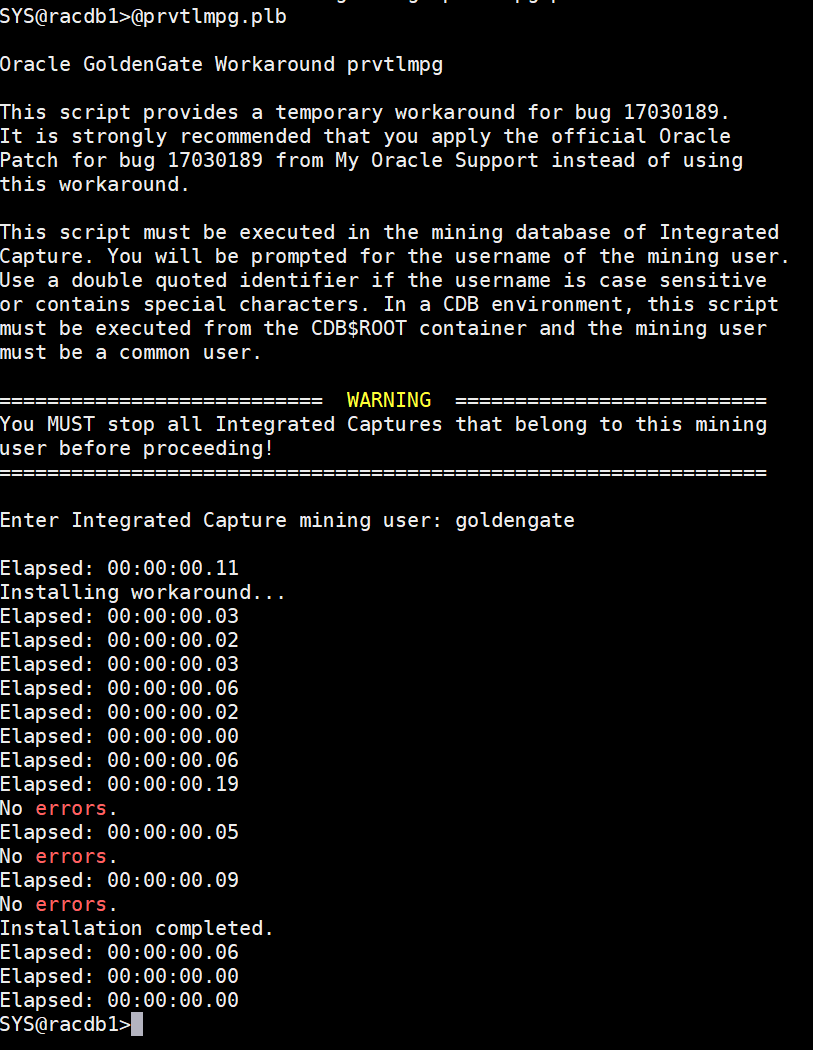 SYS@racdb1>@prvtlmpg.plb
Oracle GoldenGate Workaround prvtlmpg
This script provides a temporary workaround for bug 17030189.
It is strongly recommended that you apply the official Oracle
Patch for bug 17030189 from My Oracle Support instead of using
this workaround.
This script must be executed in the mining database of Integrated
Capture. You will be prompted for the username of the mining user.
Use a double quoted identifier if the username is case sensitive
or contains special characters. In a CDB environment, this script
must be executed from the CDB$ROOT container and the mining user
must be a common user.
=========================== WARNING ==========================
You MUST stop all Integrated Captures that belong to this mining
user before proceeding!
================================================================
Enter Integrated Capture mining user: goldengate
Elapsed: 00:00:00.11
Installing workaround...
Elapsed: 00:00:00.03
Elapsed: 00:00:00.02
Elapsed: 00:00:00.03
Elapsed: 00:00:00.06
Elapsed: 00:00:00.02
Elapsed: 00:00:00.00
Elapsed: 00:00:00.06
Elapsed: 00:00:00.19
No errors.
Elapsed: 00:00:00.05
No errors.
Elapsed: 00:00:00.09
No errors.
Installation completed.
Elapsed: 00:00:00.06
Elapsed: 00:00:00.00
Elapsed: 00:00:00.00
SYS@racdb1>